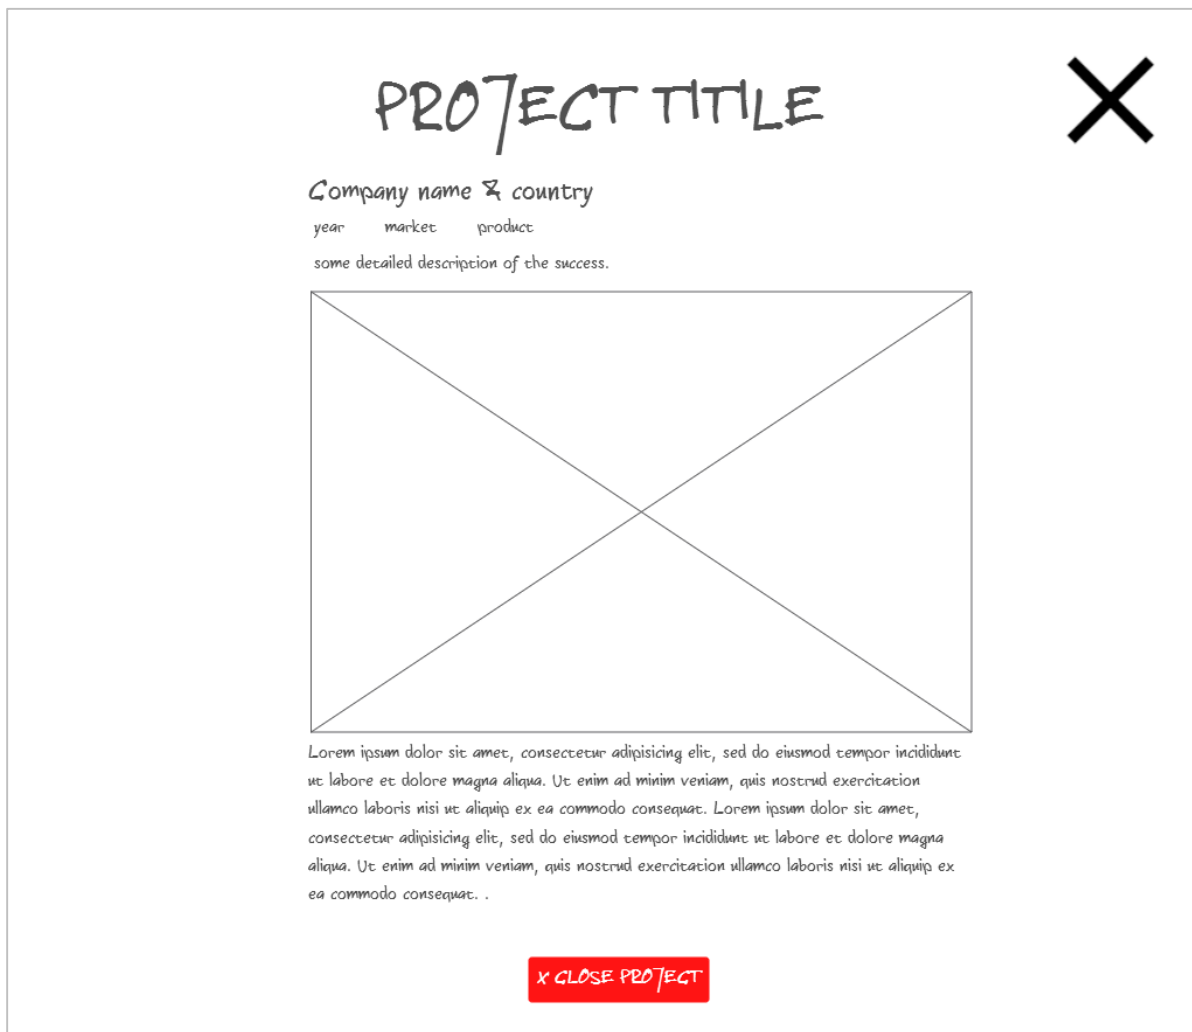 PROJECT TITILE
Company name & country
year market product
some detailed description of the success.
Lorem ipsum dolor sit amet, consectetur adipisicing elit, sed do eiusmod tempor incididunt
ut labore et dolore magna aliqua. Ut enim ad minim veniam, quis nostrud exercitation
ullamco laboris nisi ut aliquip ex ea commodo consequat. Lorem ipsum dolor sit amet,
consectetur adipisicing elit, sed do eiusmod tempor incididunt ut labore et dolore magna
aliqua. Ut enim ad minim veniam, quis nostrud exercitation ullamco laboris nisi ut aliquip ex
ea commodo consequat. .
X CLOSE PROJECT